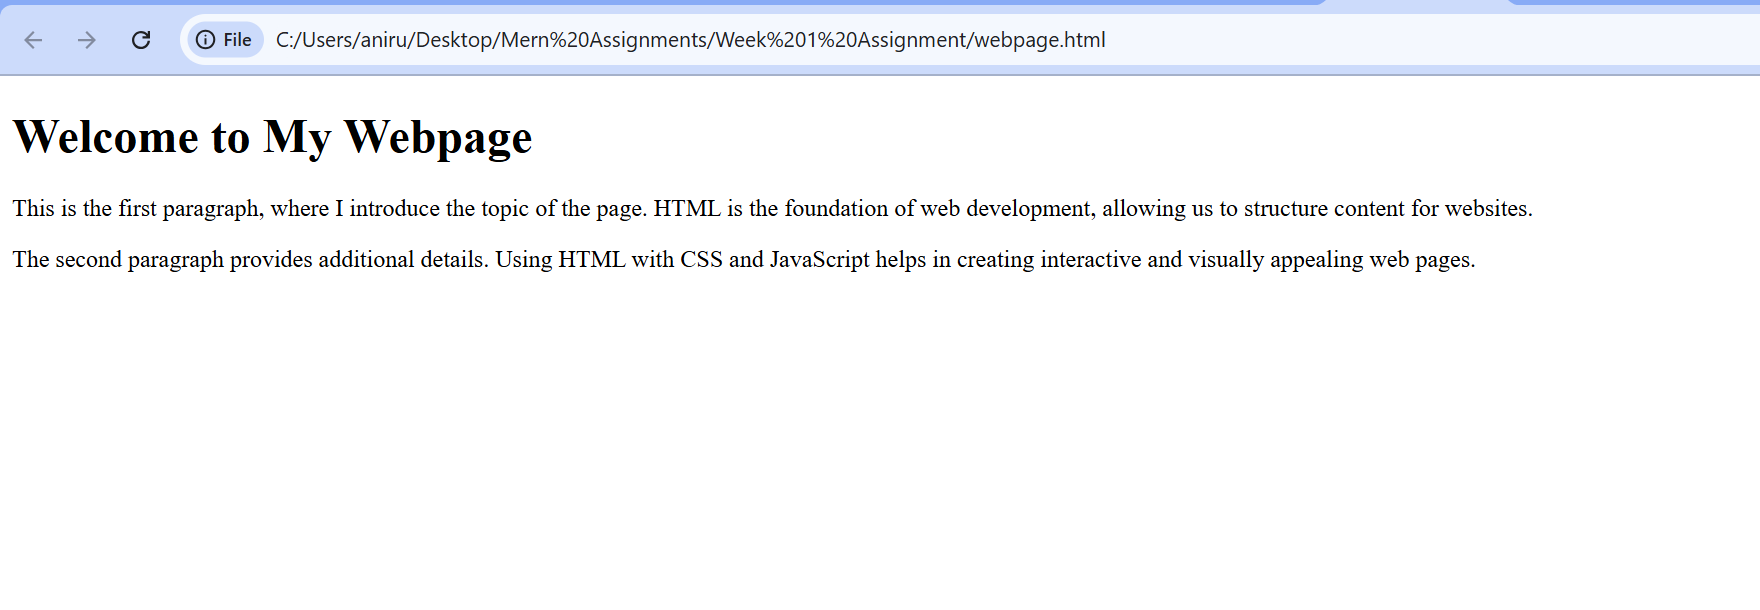 File C:/Users/aniru/Desktop/Mern%20Assignments/Week%201%20Assignment/webpage.html
Welcome to My Webpage
This is the first paragraph, where I introduce the topic of the page. HTML is the foundation of web development, allowing us to structure content for websites.
The second paragraph provides additional details. Using HTML with CSS and JavaScript helps in creating interactive and visually appealing web pages.